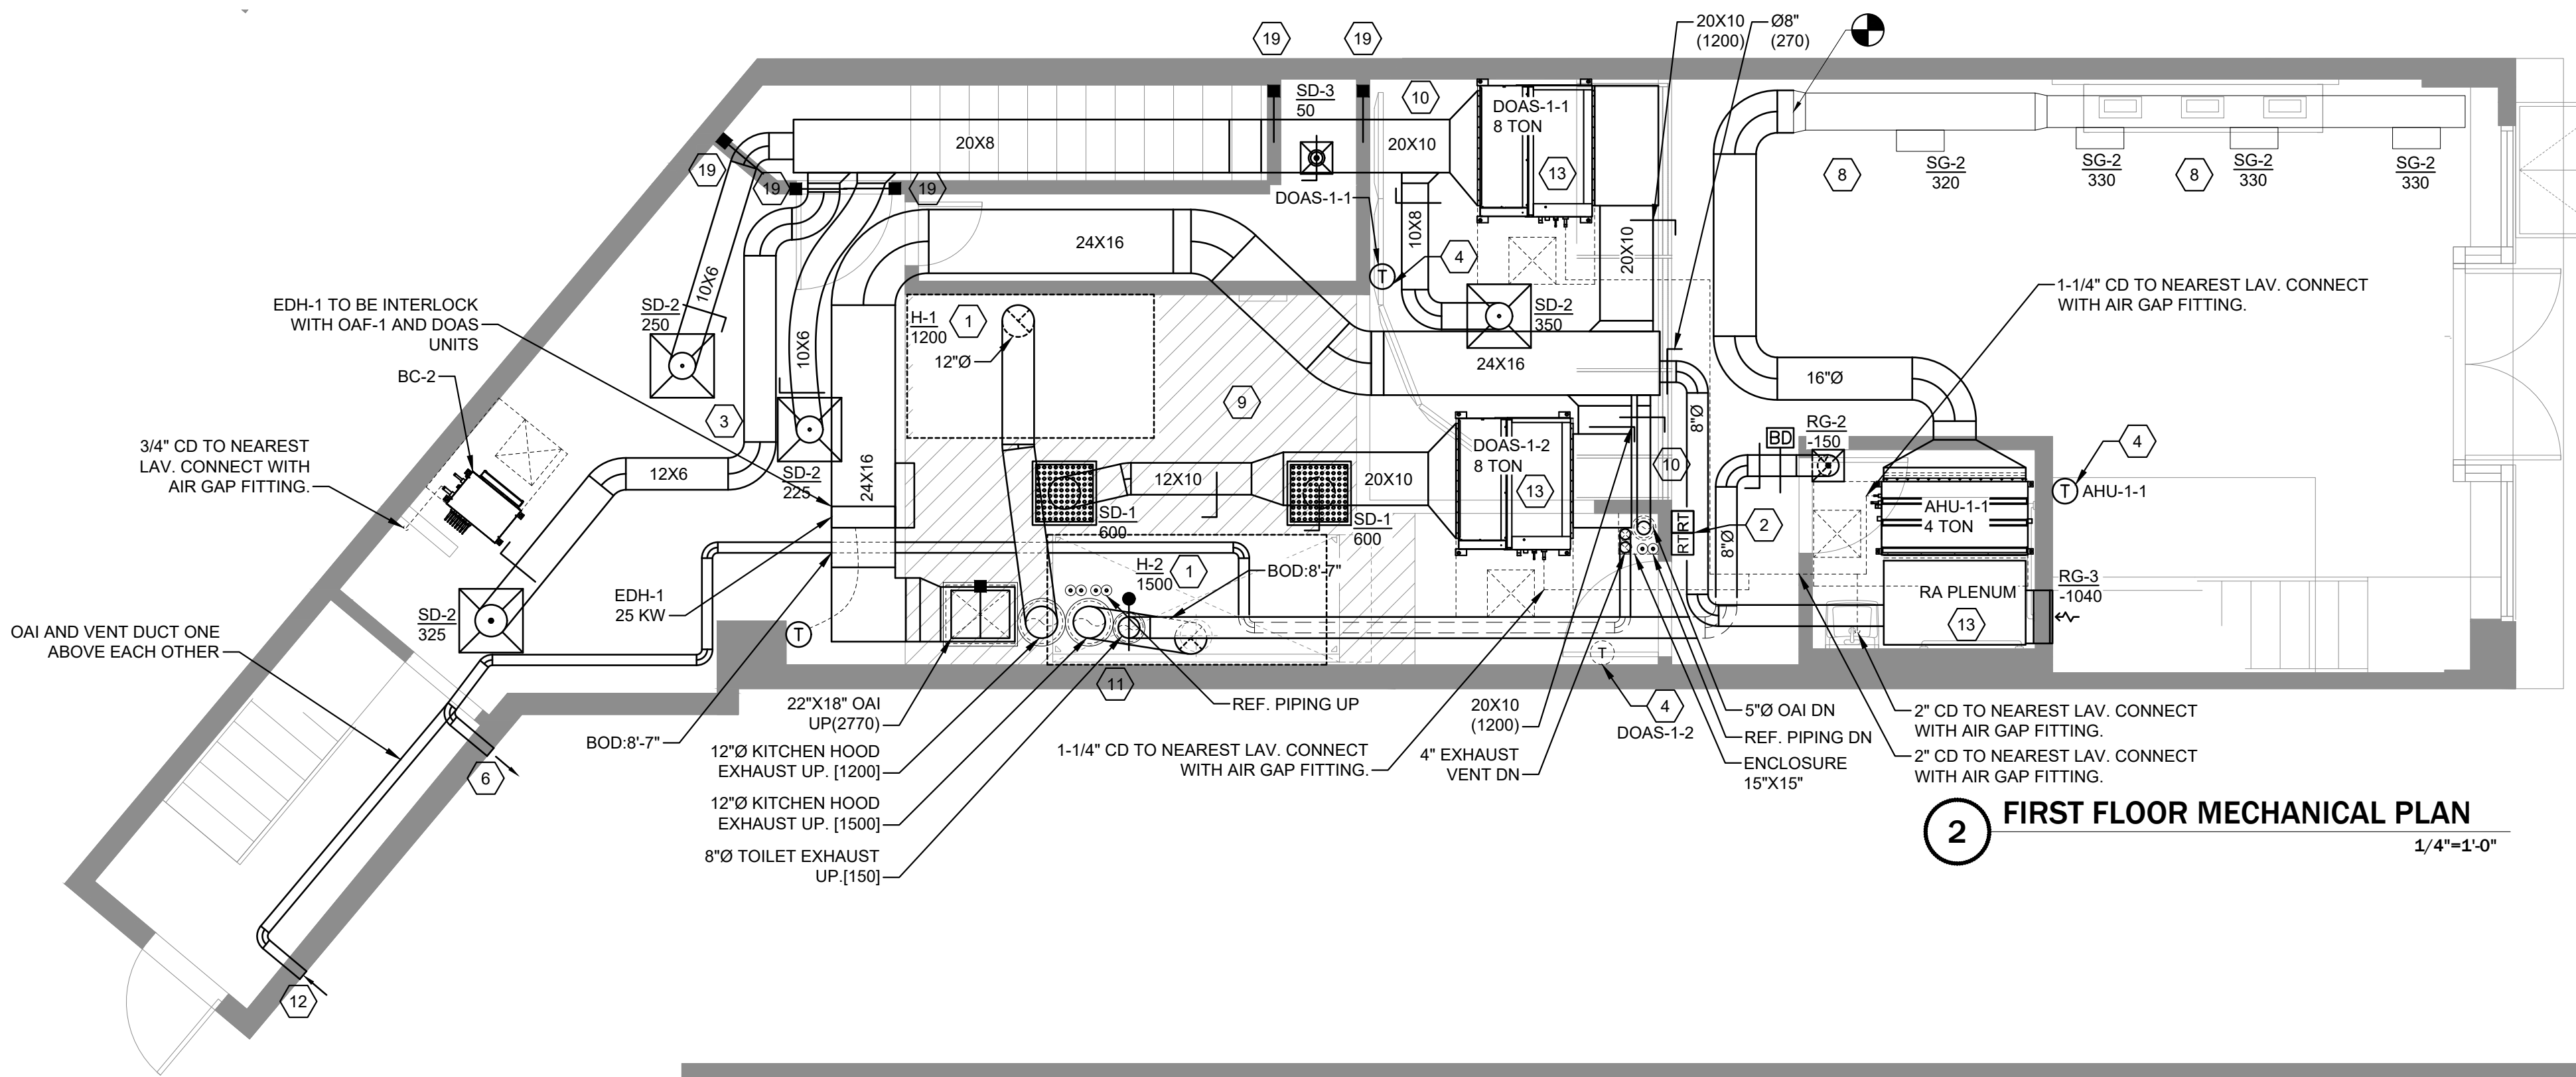 19
19
20X10
(1200)
Ø8"
(270)
SD-3
50
10
DOAS-1-1
8 TON
20X8
20X10
13
19
19
19
DOAS-1-1
8
SG-2
320
SG-2
330
8
SG-2
330
SG-2
330
24X16
10X8
4
20X10
T
10X6
SD-2
250
EDH-1 TO BE INTERLOCK
WITH OAF-1 AND DOAS
UNITS
H-1
1200
1
12"Ø
SD-2
350
1-1/4" CD TO NEAREST LAV. CONNECT
WITH AIR GAP FITTING.
BC-2
10X6
24X16
16"Ø
3
9
8"Ø
RG-2
-150
BD
3/4" CD TO NEAREST
LAV. CONNECT WITH
AIR GAP FITTING.
12X6
SD-2
225
24X16
12X10
20X10
DOAS-1-2
8 TON
13
10
4
T
AHU-1-1
AHU-1-1
4 TON
SD-1
600
SD-1
600
RT
RT
2
8"Ø
H-2
1500
1
BOD:8'-7"
EDH-1
25 KW
SD-2
325
RA PLENUM
13
RG-3
-1040
OAI AND VENT DUCT ONE
ABOVE EACH OTHER
T
T
11
REF. PIPING UP
22"X18" OAI
UP(2770)
BOD:8'-7"
20X10
(1200)
4
DOAS-1-2
5"Ø OAI DN
REF. PIPING DN
ENCLOSURE
15"X15"
2" CD TO NEAREST LAV. CONNECT
WITH AIR GAP FITTING.
2" CD TO NEAREST LAV. CONNECT
WITH AIR GAP FITTING.
12"Ø KITCHEN HOOD
EXHAUST UP. [1200]
1-1/4" CD TO NEAREST LAV. CONNECT
WITH AIR GAP FITTING.
4" EXHAUST
VENT DN
6
12"Ø KITCHEN HOOD
EXHAUST UP. [1500]
8"Ø TOILET EXHAUST
UP.[150]
12
2
FIRST FLOOR MECHANICAL PLAN
1/4"=1'-0"